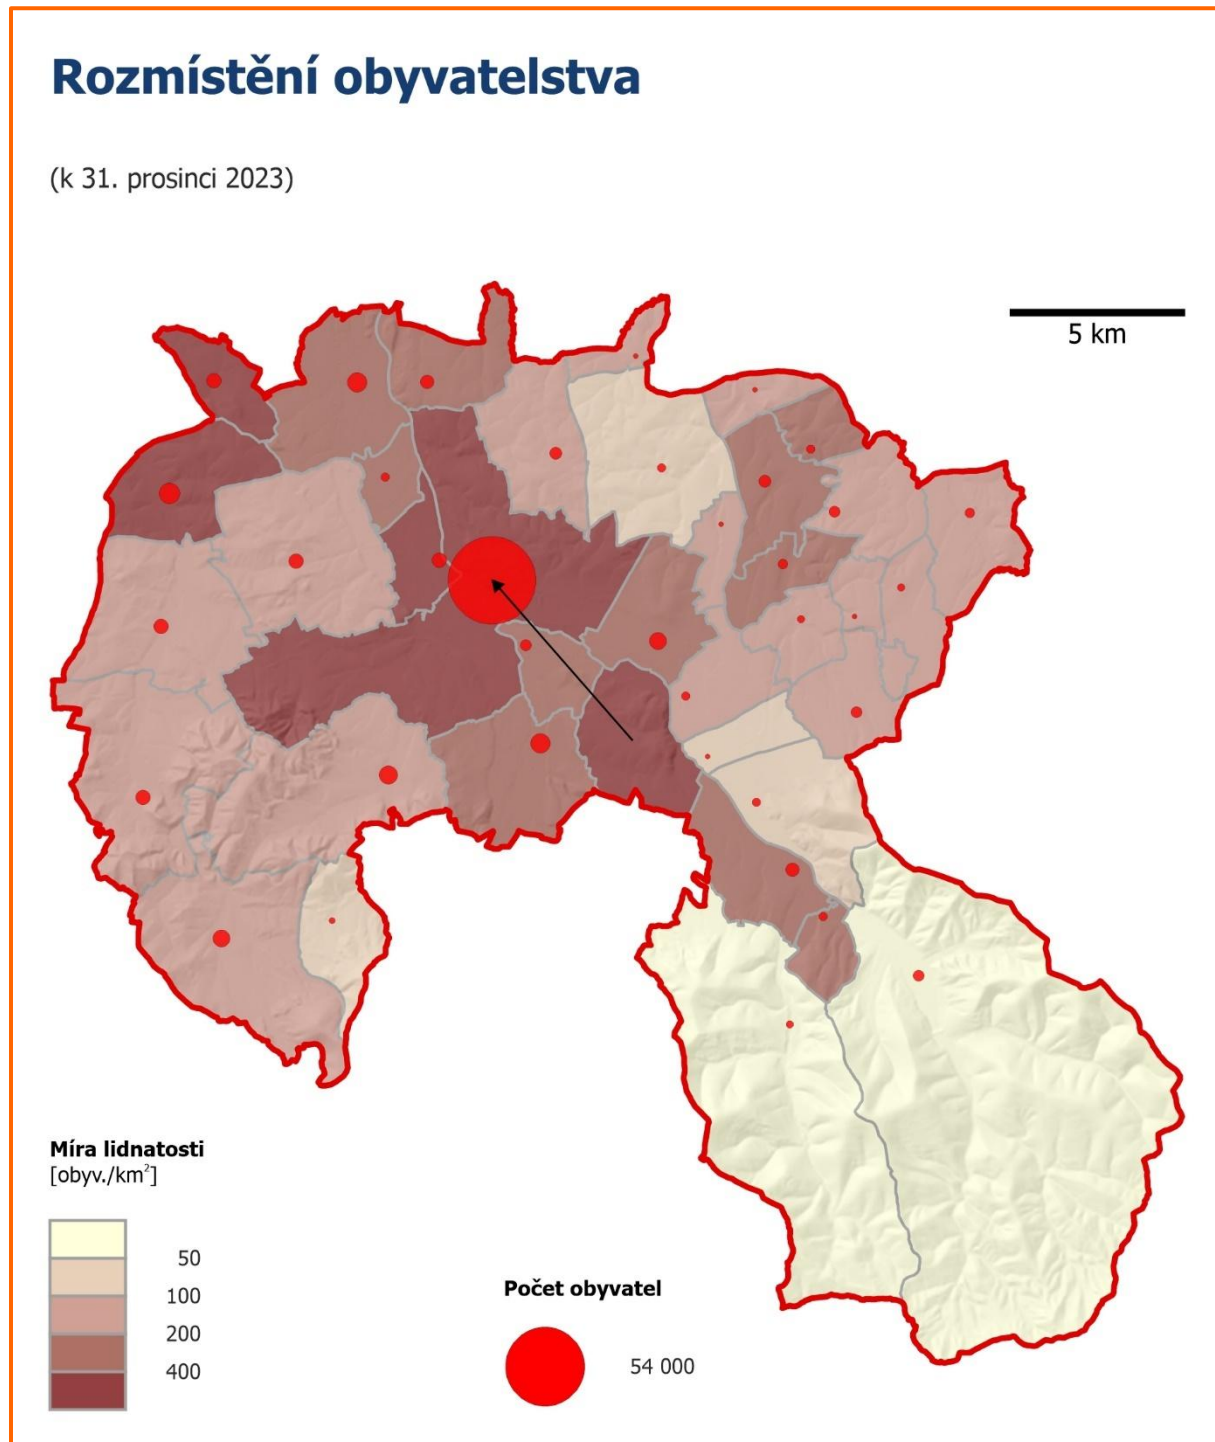 Rozmístění obyvatelstva
(k 31. prosinci 2023)
5 km
Míra lidnatosti
[obyv./km²]
50
100
200
400
Počet obyvatel
54 000